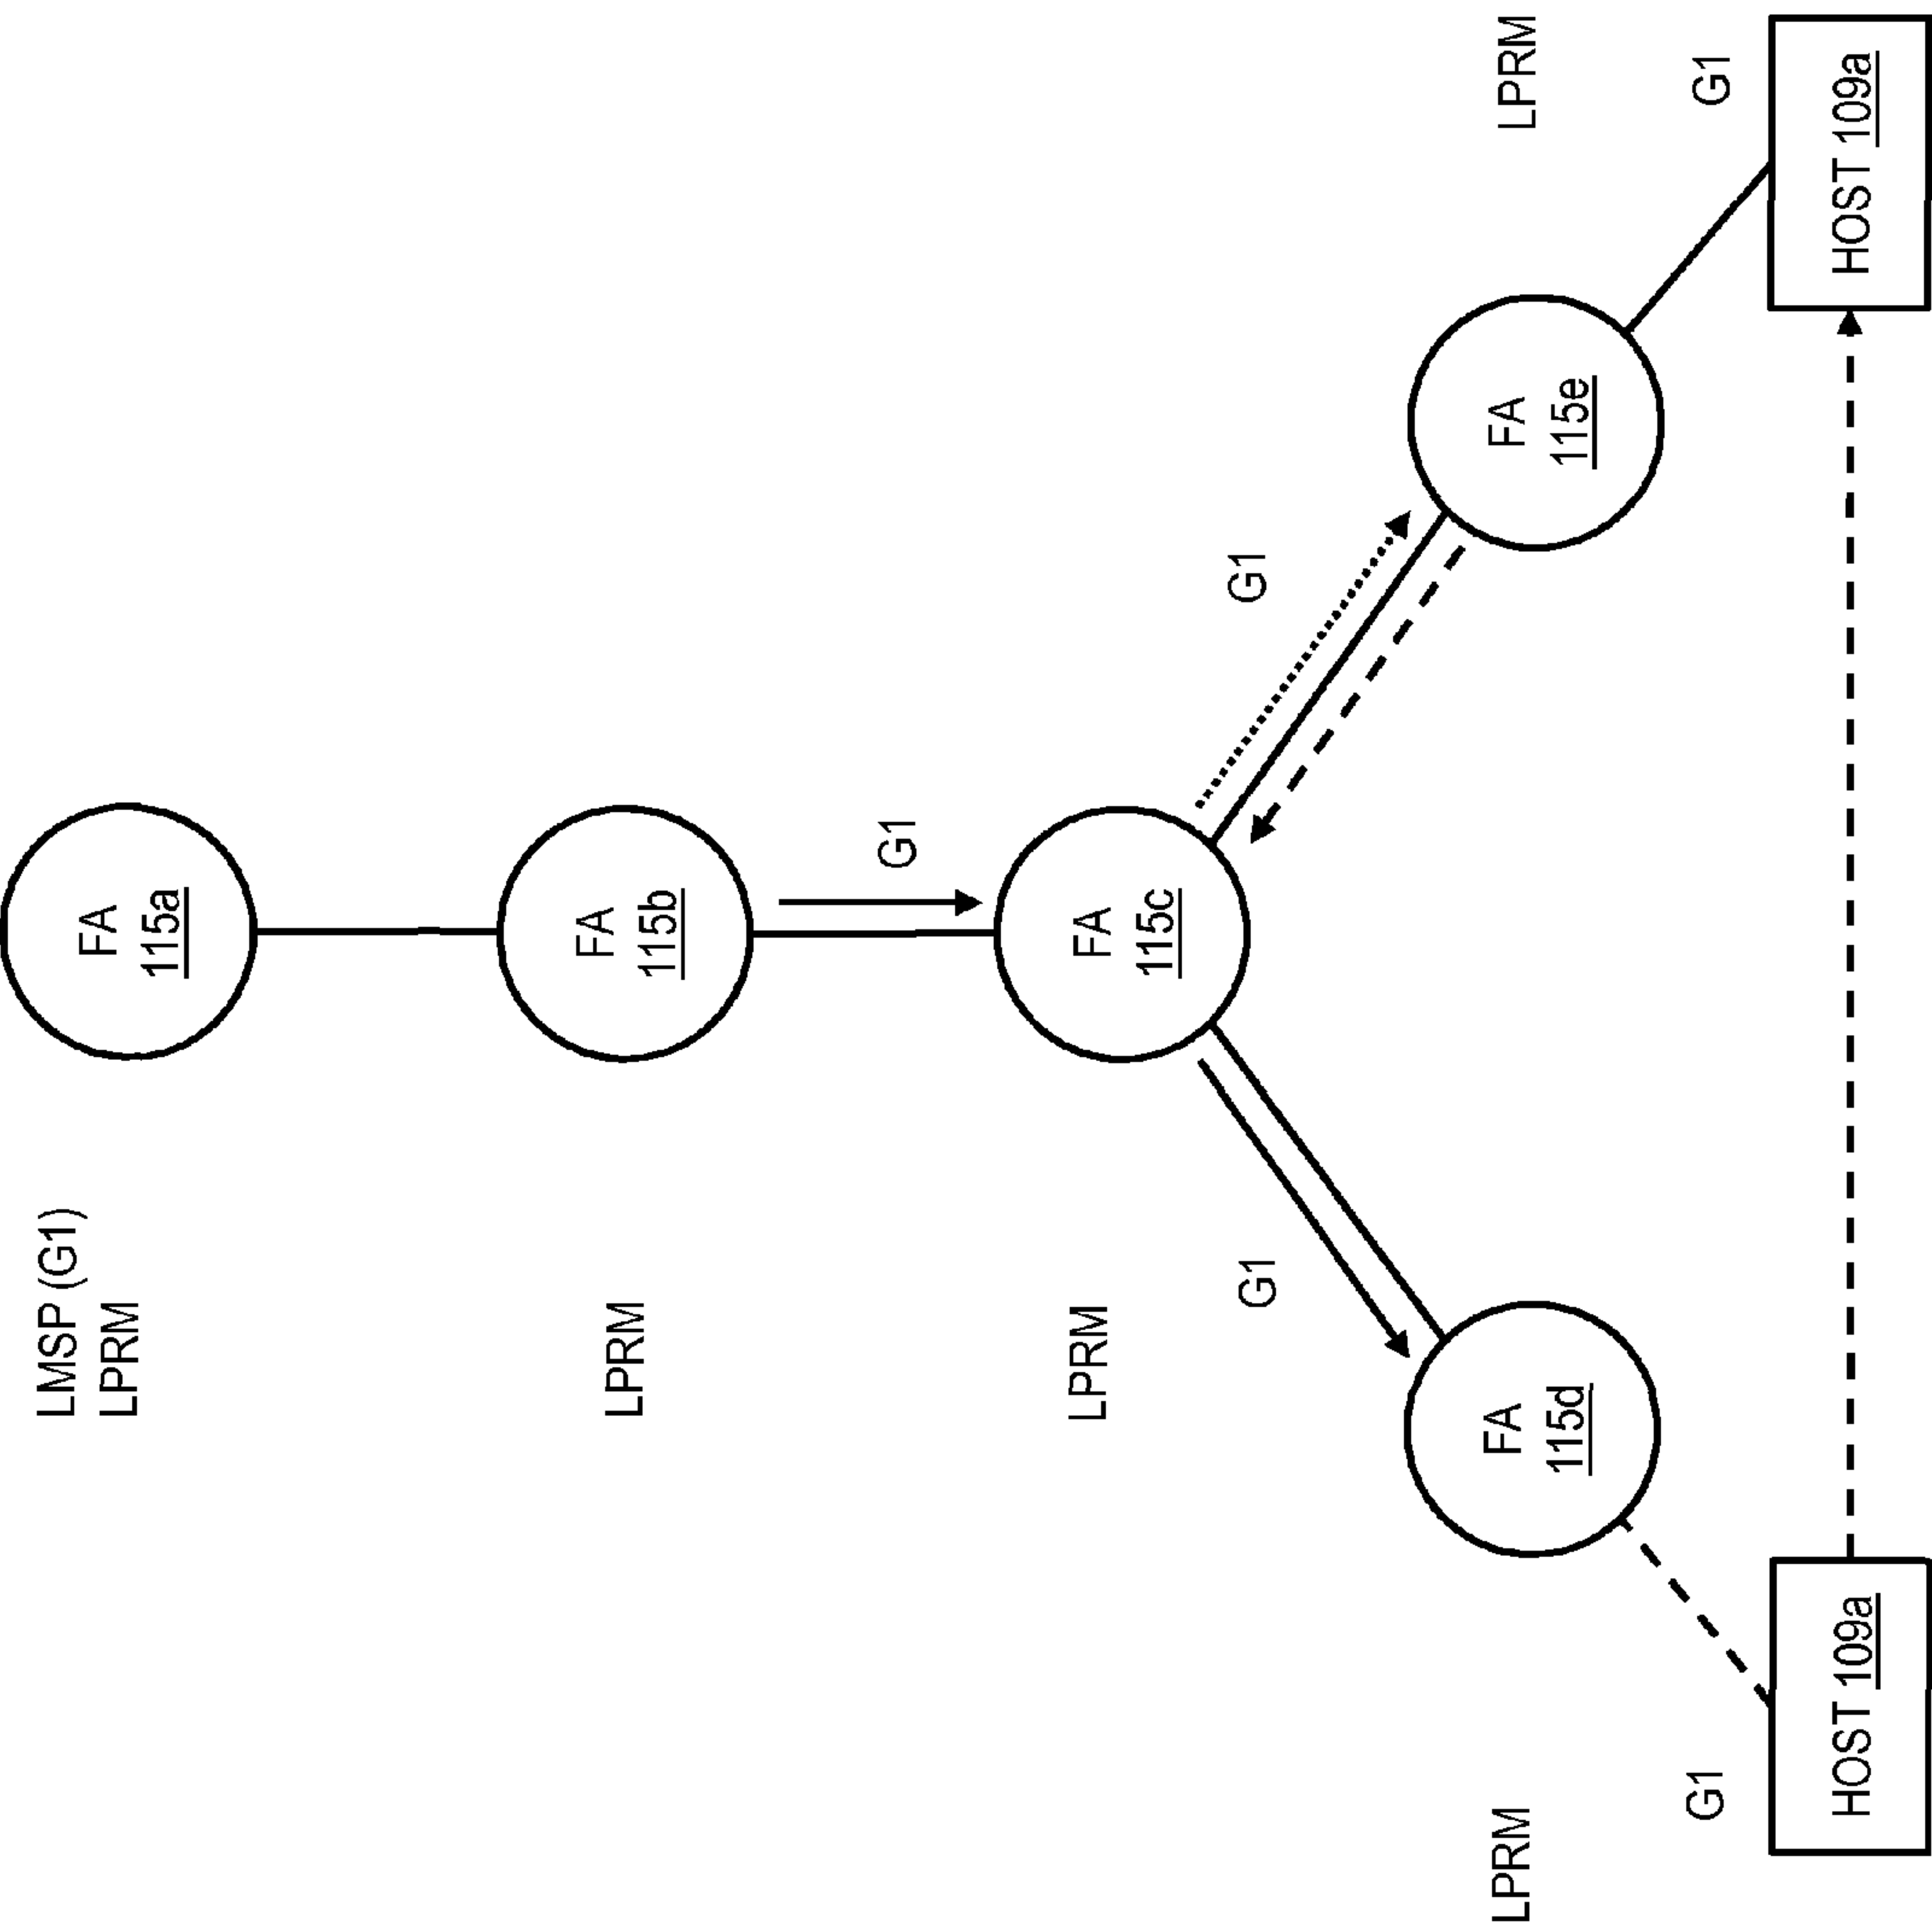 LMSP (G1)
LPRM
FA
115a
LPRM
FA
115b
G1
LPRM
FA
115c
G1
G1
LPRM
FA
115d
FA
115e
LPRM
G1
G1
HOST 109a
HOST 109a